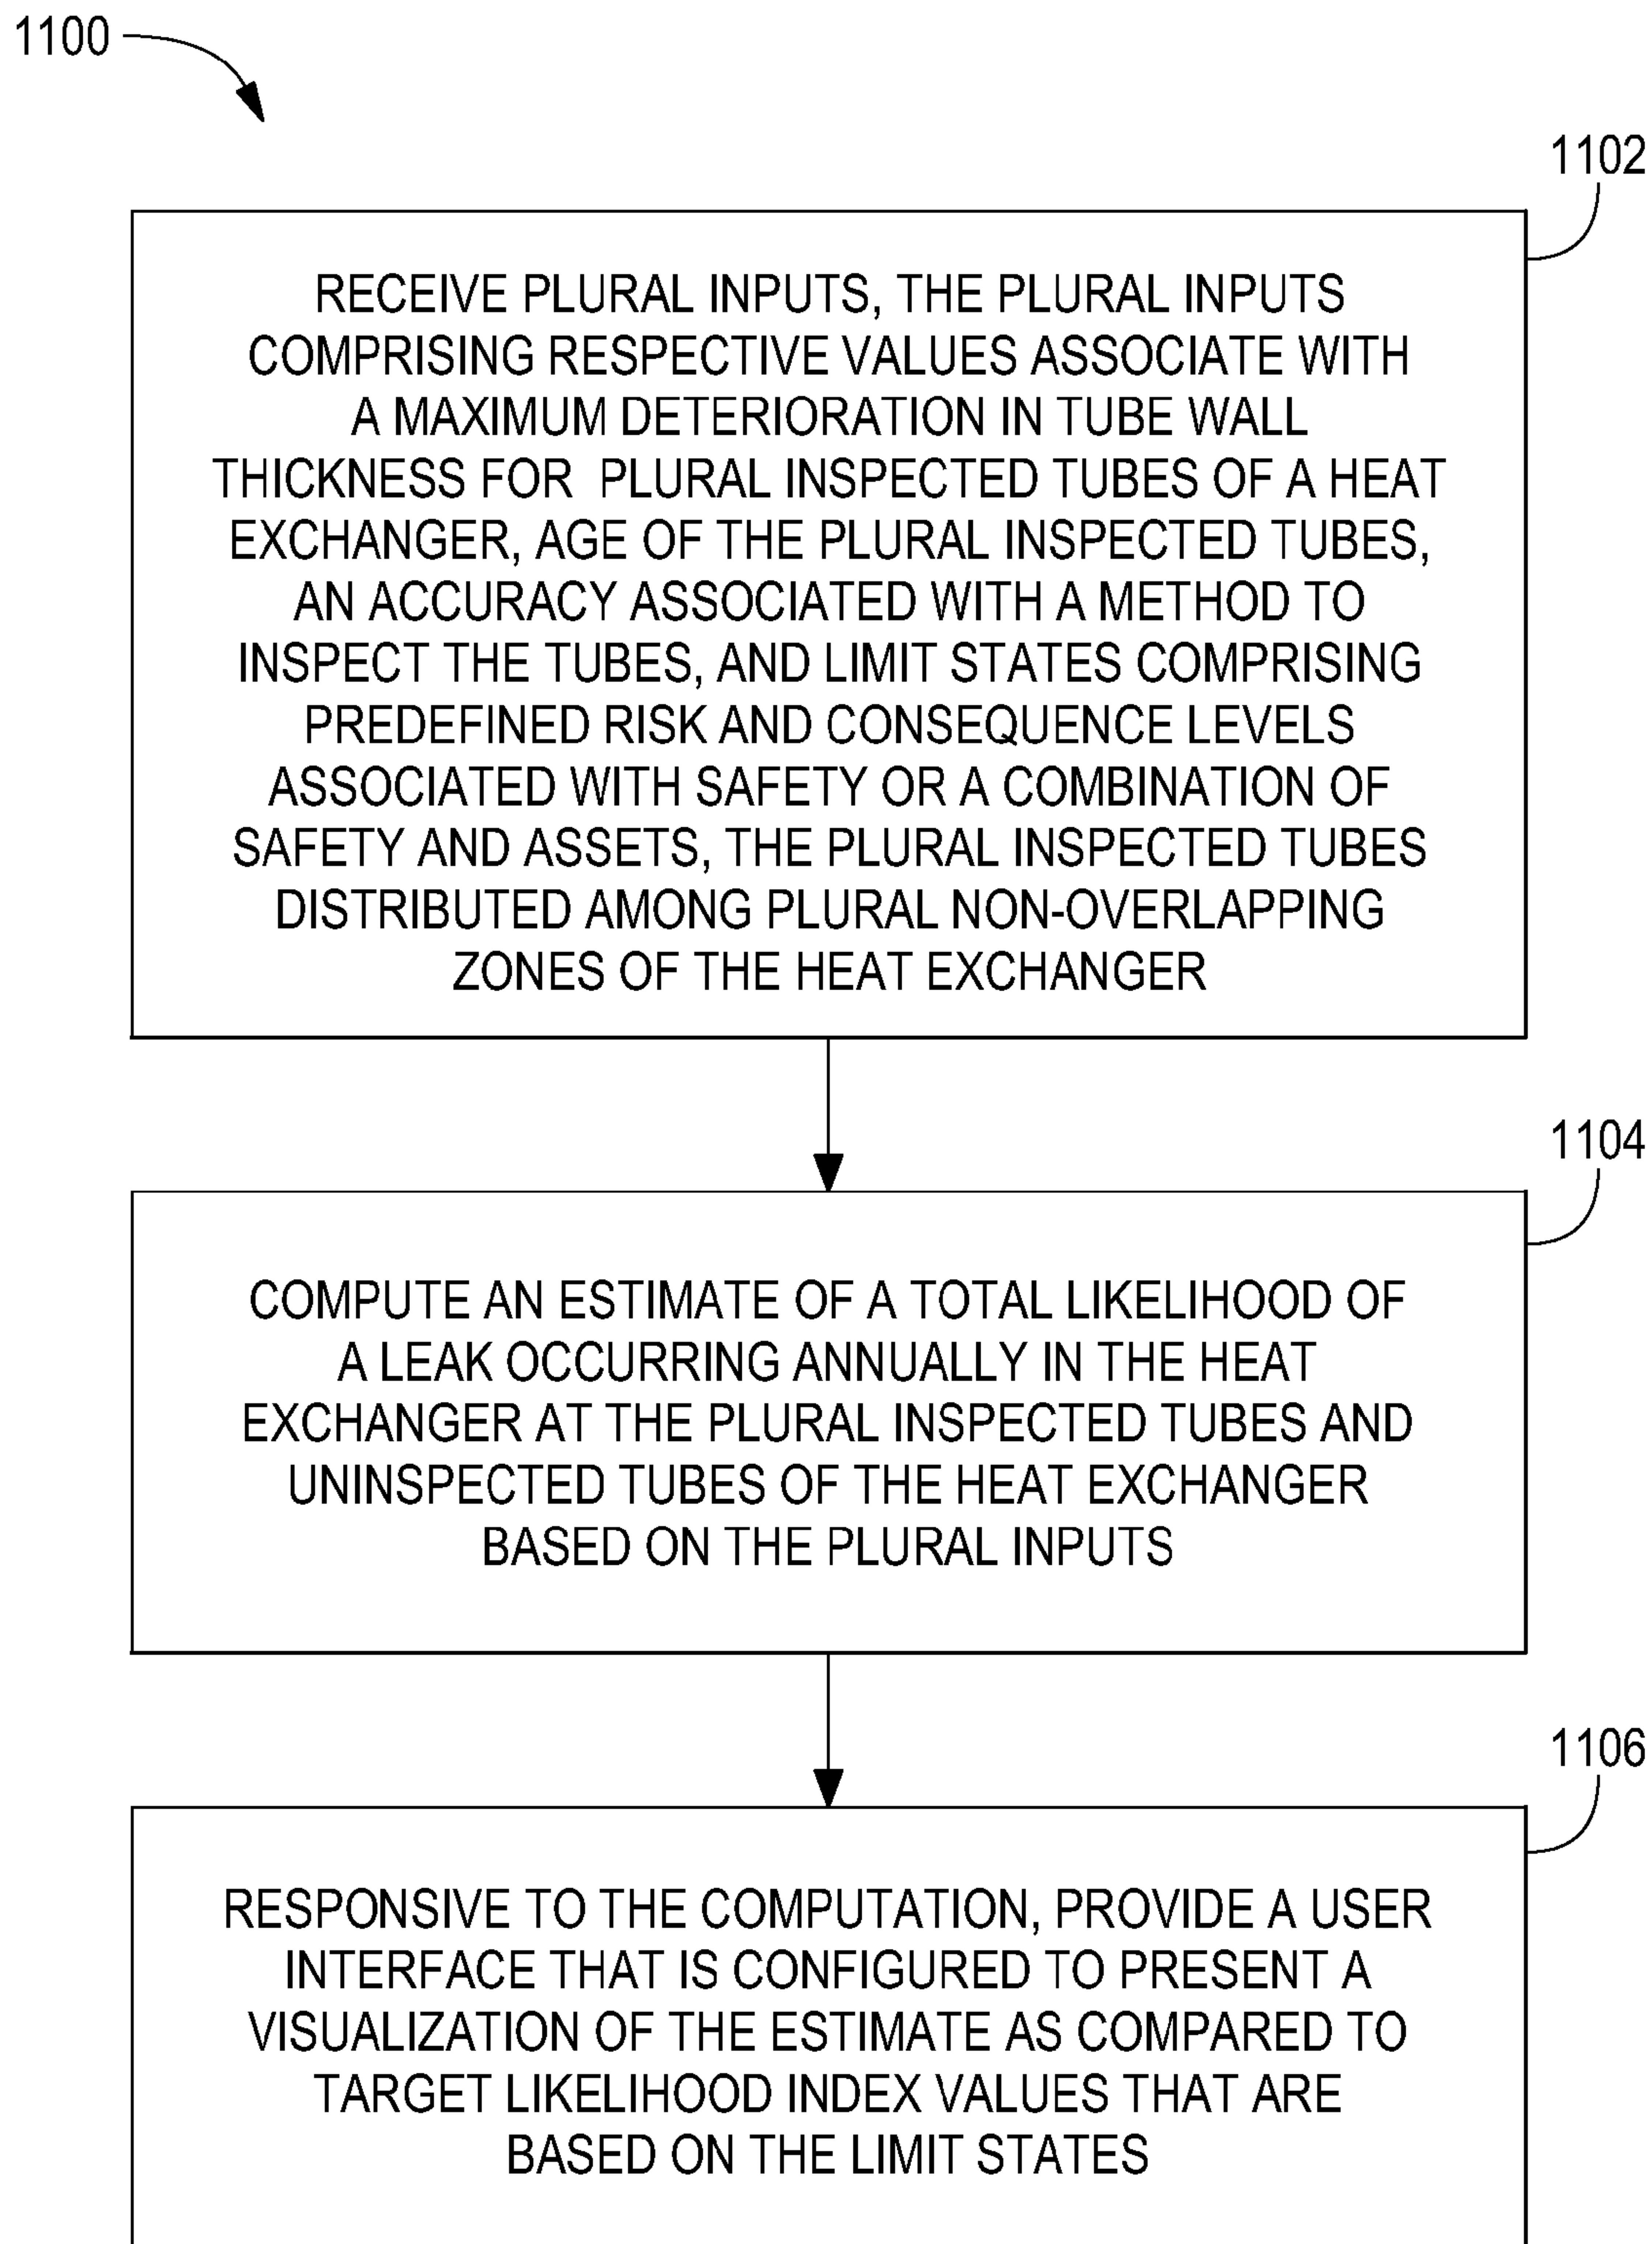 1100
1102
RECEIVE PLURAL INPUTS, THE PLURAL INPUTS
COMPRISING RESPECTIVE VALUES ASSOCIATE WITH
A MAXIMUM DETERIORATION IN TUBE WALL
THICKNESS FOR PLURAL INSPECTED TUBES OF A HEAT
EXCHANGER, AGE OF THE PLURAL INSPECTED TUBES,
AN ACCURACY ASSOCIATED WITH A METHOD TO
INSPECT THE TUBES, AND LIMIT STATES COMPRISING
PREDEFINED RISK AND CONSEQUENCE LEVELS
ASSOCIATED WITH SAFETY OR A COMBINATION OF
SAFETY AND ASSETS, THE PLURAL INSPECTED TUBES
DISTRIBUTED AMONG PLURAL NON-OVERLAPPING
ZONES OF THE HEAT EXCHANGER
1104
COMPUTE AN ESTIMATE OF A TOTAL LIKELIHOOD OF
A LEAK OCCURRING ANNUALLY IN THE HEAT
EXCHANGER AT THE PLURAL INSPECTED TUBES AND
UNINSPECTED TUBES OF THE HEAT EXCHANGER
BASED ON THE PLURAL INPUTS
1106
RESPONSIVE TO THE COMPUTATION, PROVIDE A USER
INTERFACE THAT IS CONFIGURED TO PRESENT A
VISUALIZATION OF THE ESTIMATE AS COMPARED TO
TARGET LIKELIHOOD INDEX VALUES THAT ARE
BASED ON THE LIMIT STATES